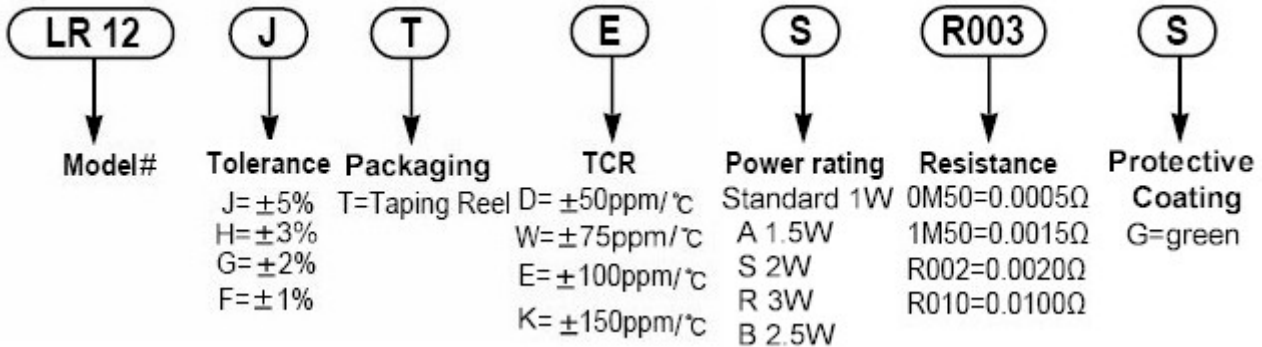 LR 12 J T E S R003 S
Model# Tolerance Packaging TCR Power rating Resistance Protective Coating
J= ±5% T=Taping Reel D= ±50ppm/℃ Standard 1W 0M50=0.0005Ω G=green
H=±3% W=±75ppm/℃ A 1.5W 1M50=0.0015Ω
G=±2% E=±100ppm/℃ S 2W R002=0.0020Ω
F=±1% K= ±150ppm/℃ R 3W R010=0.0100Ω
B 2.5W